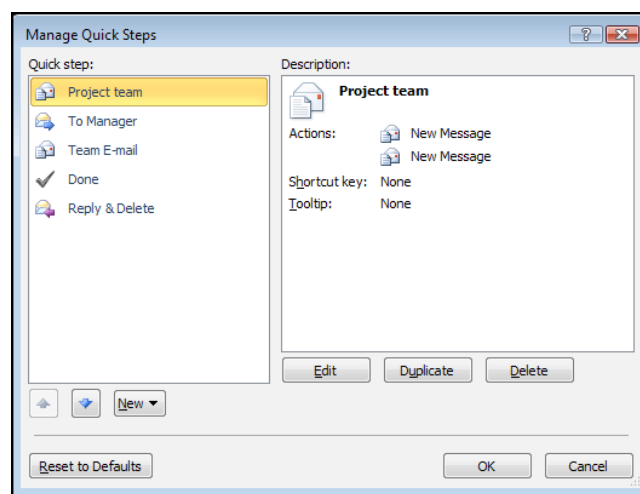 Manage Quick Steps
Quick step:
Project team
To Manager
Team E-mail
Done
Reply & Delete
New
Description:
Project team
Actions: New Message
New Message
Shortcut key: None
Tooltip: None
Edit Duplicate Delete
Reset to Defaults OK Cancel